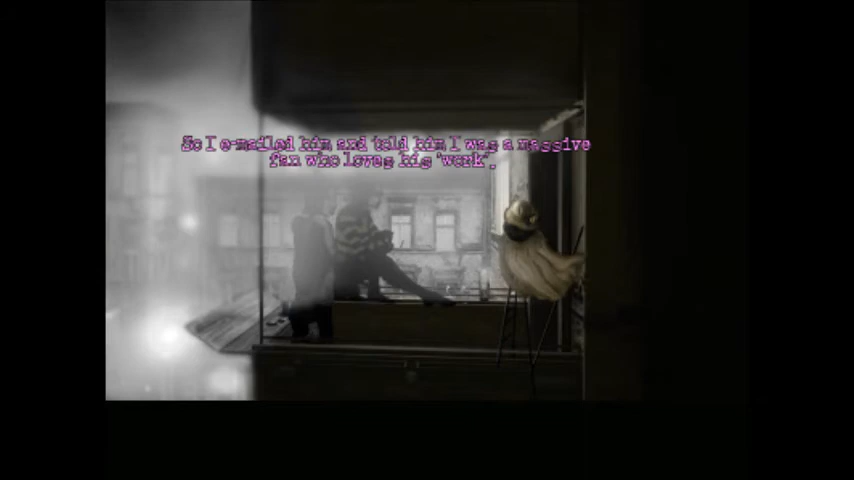 So I e-mailed him and told him I was a massive
fan who loves his 'work'.